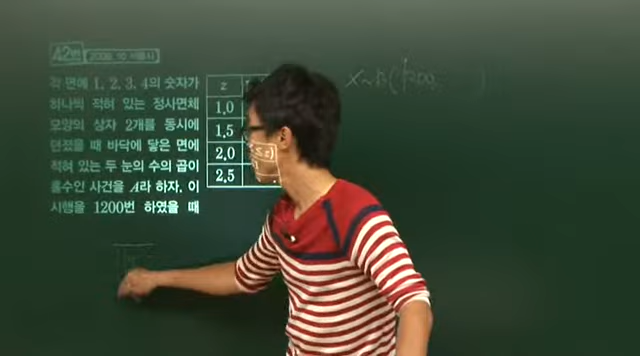 42번 2008. 10 서울시
각 면에 1, 2, 3, 4의 숫자가
하나씩 적혀 있는 정사면체
모양의 상자 2개를 동시에
던졌을 때 바닥에 닿은 면에
적혀 있는 두 눈의 수의 곱이
홀수인 사건을 A라 하자. 이
시행을 1200번 하였을 때
z
1.0
1.5
2.0
2.5
X~B(1200,